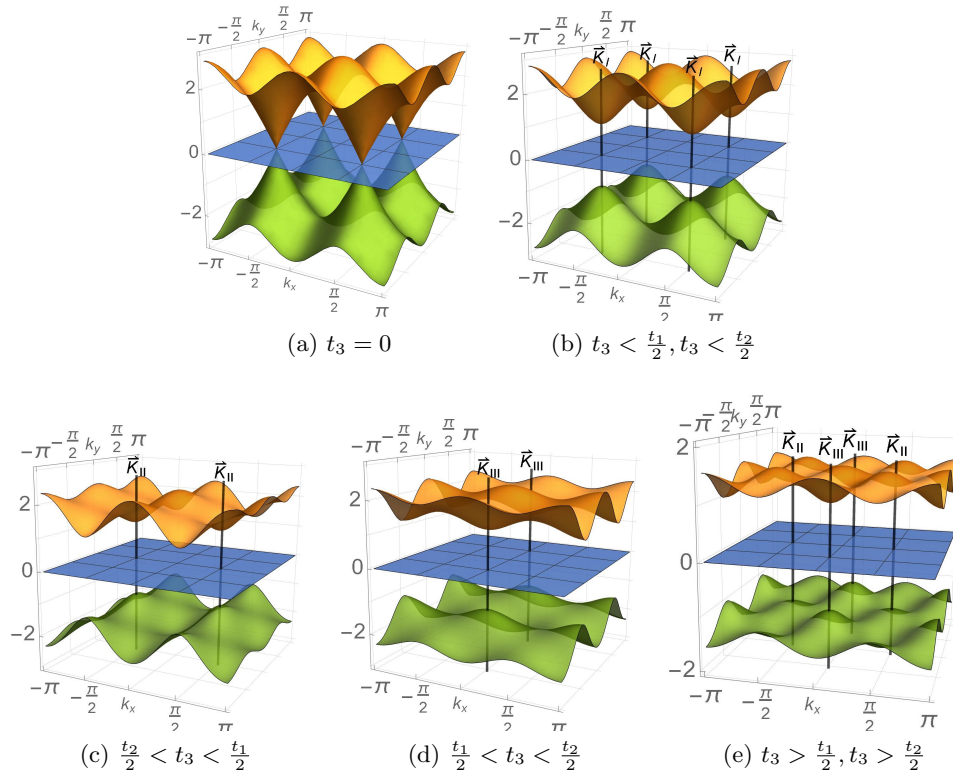 −π −π/2 k_y π/2 π
2
0
−2
−π −π/2 k_x π/2 π
(a) t₃ = 0
−π −π/2 k_y π/2 π
K⃗_I K⃗_I K⃗_I K⃗_I
2
0
−2
−π −π/2 k_x π/2 π
(b) t₃ < t₁/2, t₃ < t₂/2
−π −π/2 k_y π/2 π
K⃗_II K⃗_II
2
0
−2
−π −π/2 k_x π/2 π
(c) t₂/2 < t₃ < t₁/2
−π −π/2 k_y π/2 π
K⃗_III K⃗_III
2
0
−2
−π −π/2 k_x π/2 π
(d) t₁/2 < t₃ < t₂/2
−π −π/2 k_y π/2 π
K⃗_II K⃗_III K⃗_III K⃗_II
2
0
−2
−π −π/2 k_x π/2 π
(e) t₃ > t₁/2, t₃ > t₂/2